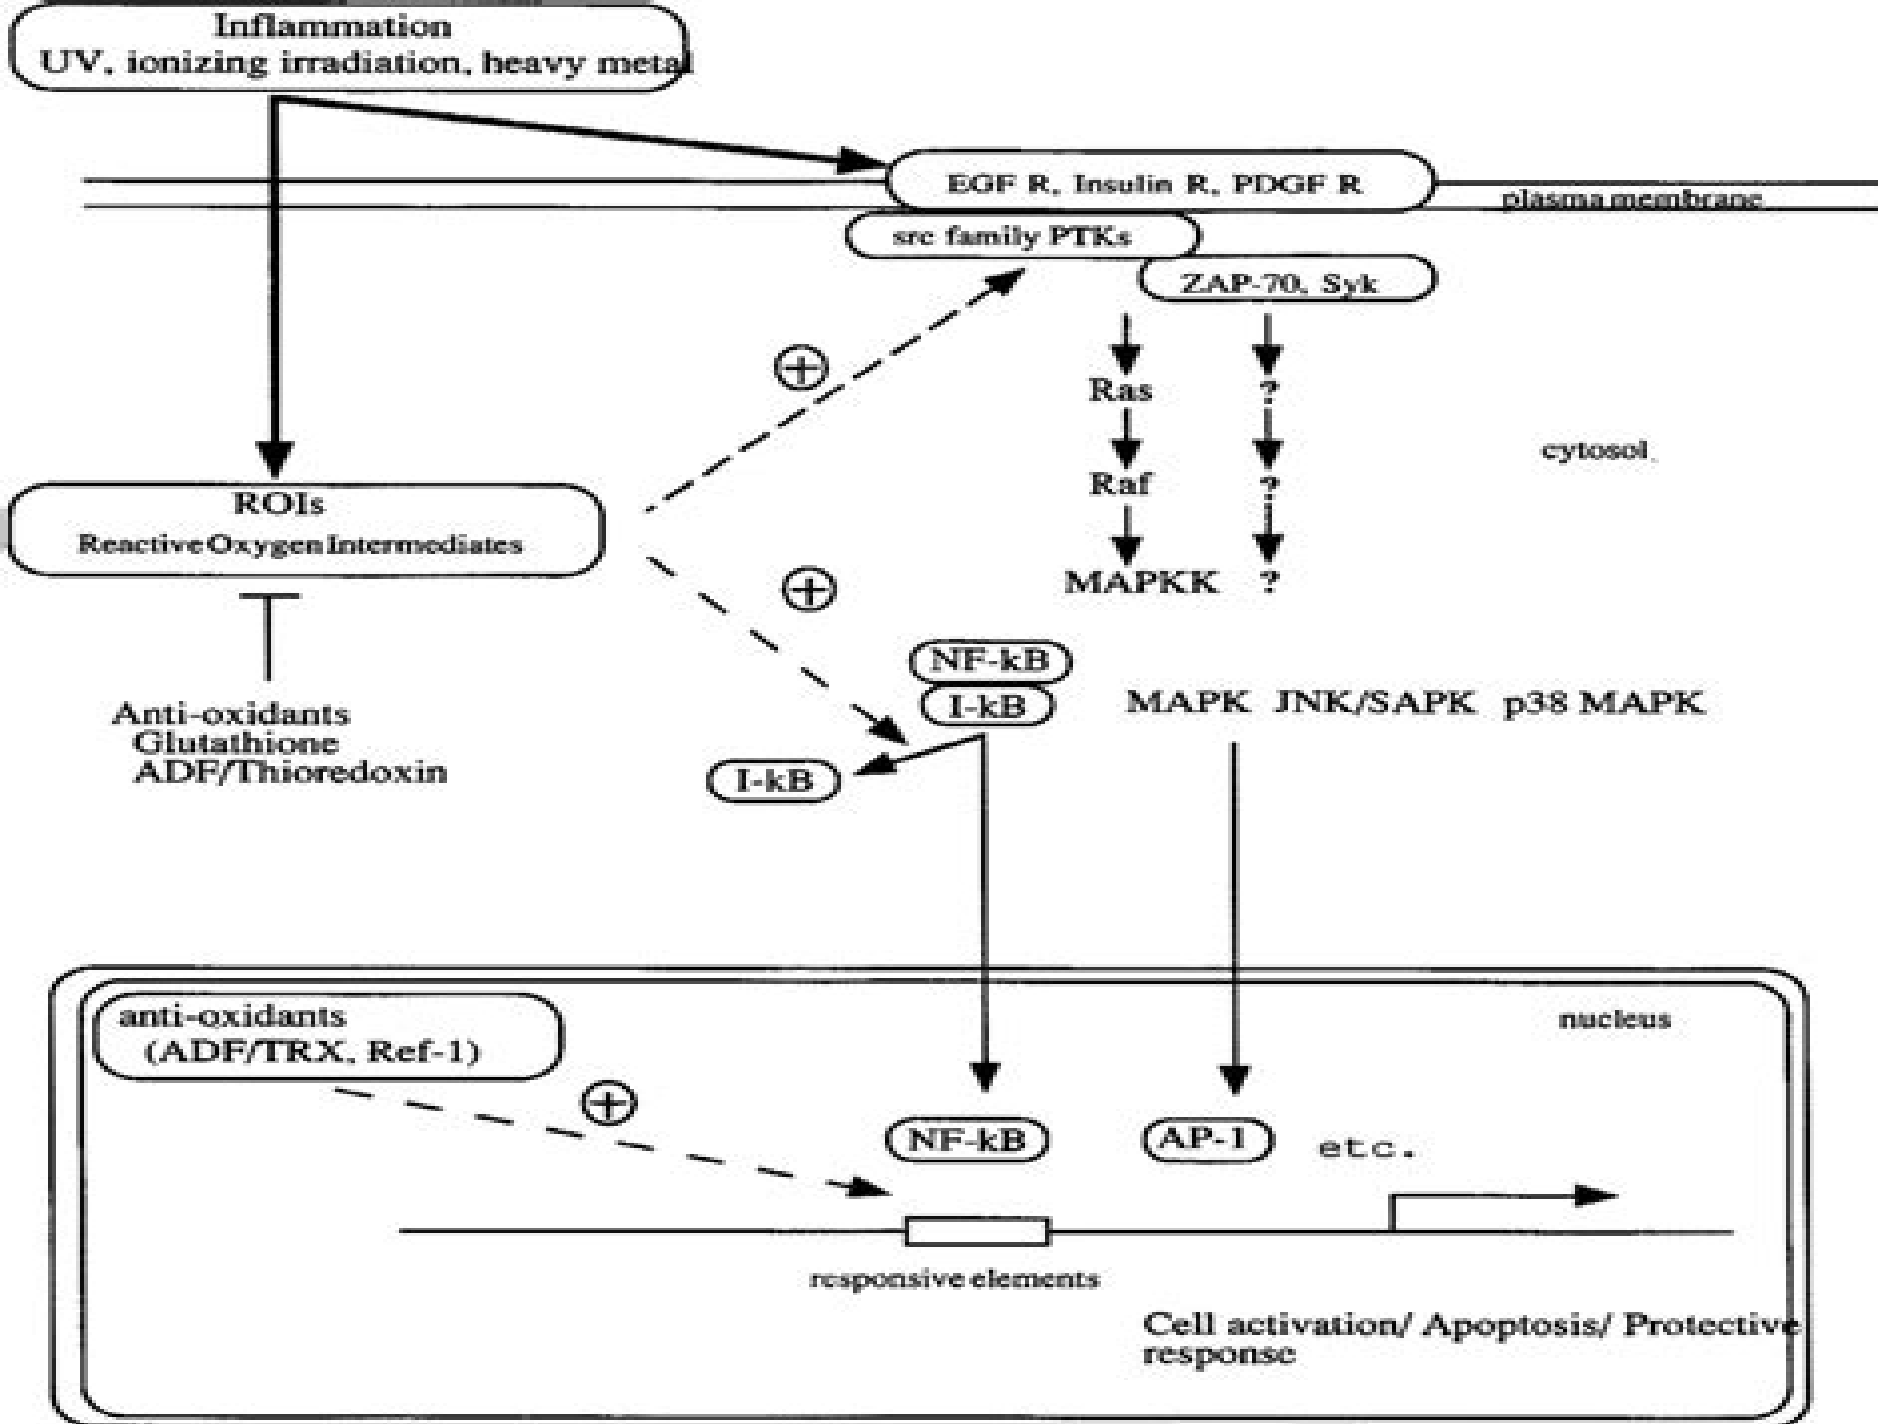 Inflammation
UV, ionizing irradiation, heavy metal
EGF R, Insulin R, PDGF R
plasma membrane
src family PTKs
ZAP-70, Syk
Ras ?
cytosol
Raf ?
ROIs
Reactive Oxygen Intermediates
MAPKK ?
NF-kB
I-kB
MAPK JNK/SAPK p38 MAPK
Anti-oxidants
Glutathione
ADF/Thioredoxin
I-kB
anti-oxidants
(ADF/TRX, Ref-1)
nucleus
NF-kB
AP-1
etc.
responsive elements
Cell activation/ Apoptosis/ Protective
response